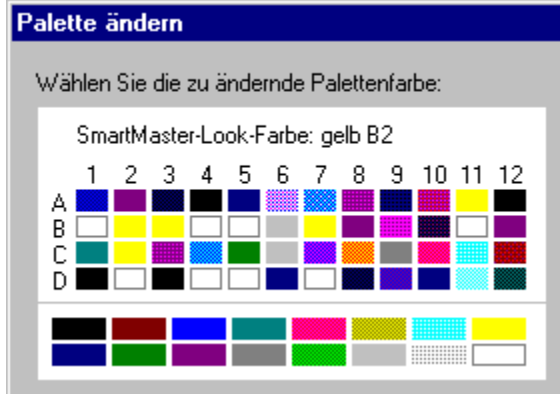 Palette ändern
Wählen Sie die zu ändernde Palettenfarbe:
SmartMaster-Look-Farbe: gelb B2
1 2 3 4 5 6 7 8 9 10 11 12
A
B
C
D